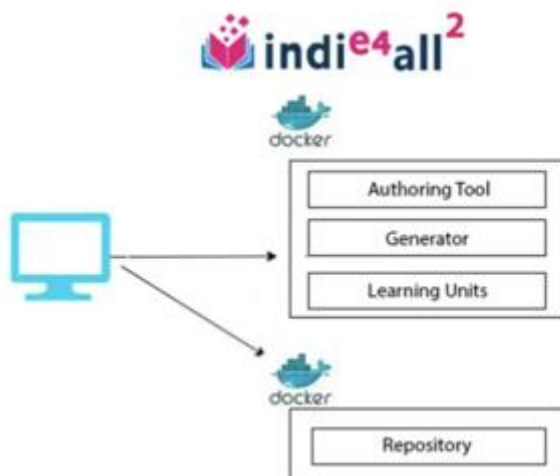 indie4all2
docker
Authoring Tool
Generator
Learning Units
docker
Repository